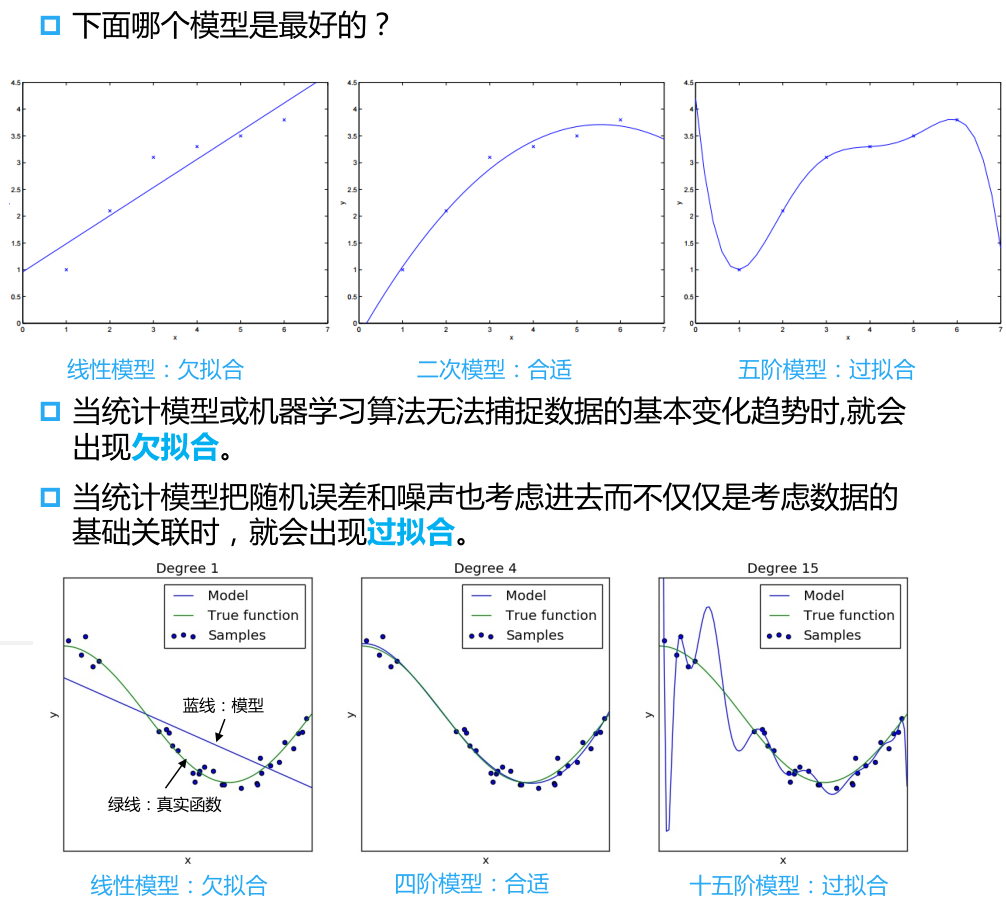 下面哪个模型是最好的？
4.5
4
3.5
3
2.5
2
1.5
1
0.5
0
0 1 2 3 4 5 6 7
x
4.5
4
3.5
3
2.5
2
1.5
1
0.5
0
0 1 2 3 4 5 6 7
x
y
4.5
4
3.5
3
2.5
2
1.5
1
0.5
0
0 1 2 3 4 5 6 7
x
y
线性模型：欠拟合
二次模型：合适
五阶模型：过拟合
当统计模型或机器学习算法无法捕捉数据的基本变化趋势时,就会
出现欠拟合。
当统计模型把随机误差和噪声也考虑进去而不仅仅是考虑数据的
基础关联时，就会出现过拟合。
Degree 1
Model
True function
Samples
蓝线：模型
绿线：真实函数
y
x
Degree 4
Model
True function
Samples
y
x
Degree 15
Model
True function
Samples
y
x
线性模型：欠拟合
四阶模型：合适
十五阶模型：过拟合